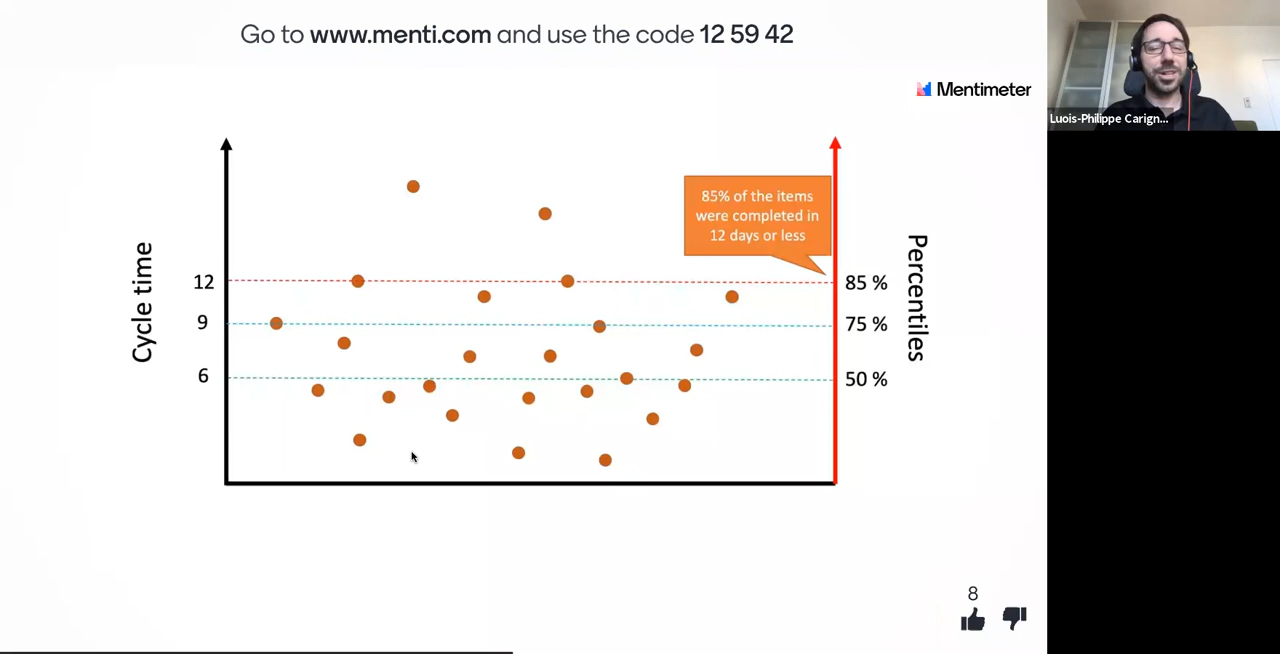 Go to www.menti.com and use the code 12 59 42
Mentimeter
Luois-Philippe Carign...
85% of the items
were completed in
12 days or less
Cycle time
12
9
6
85 %
75 %
50 %
Percentiles
8